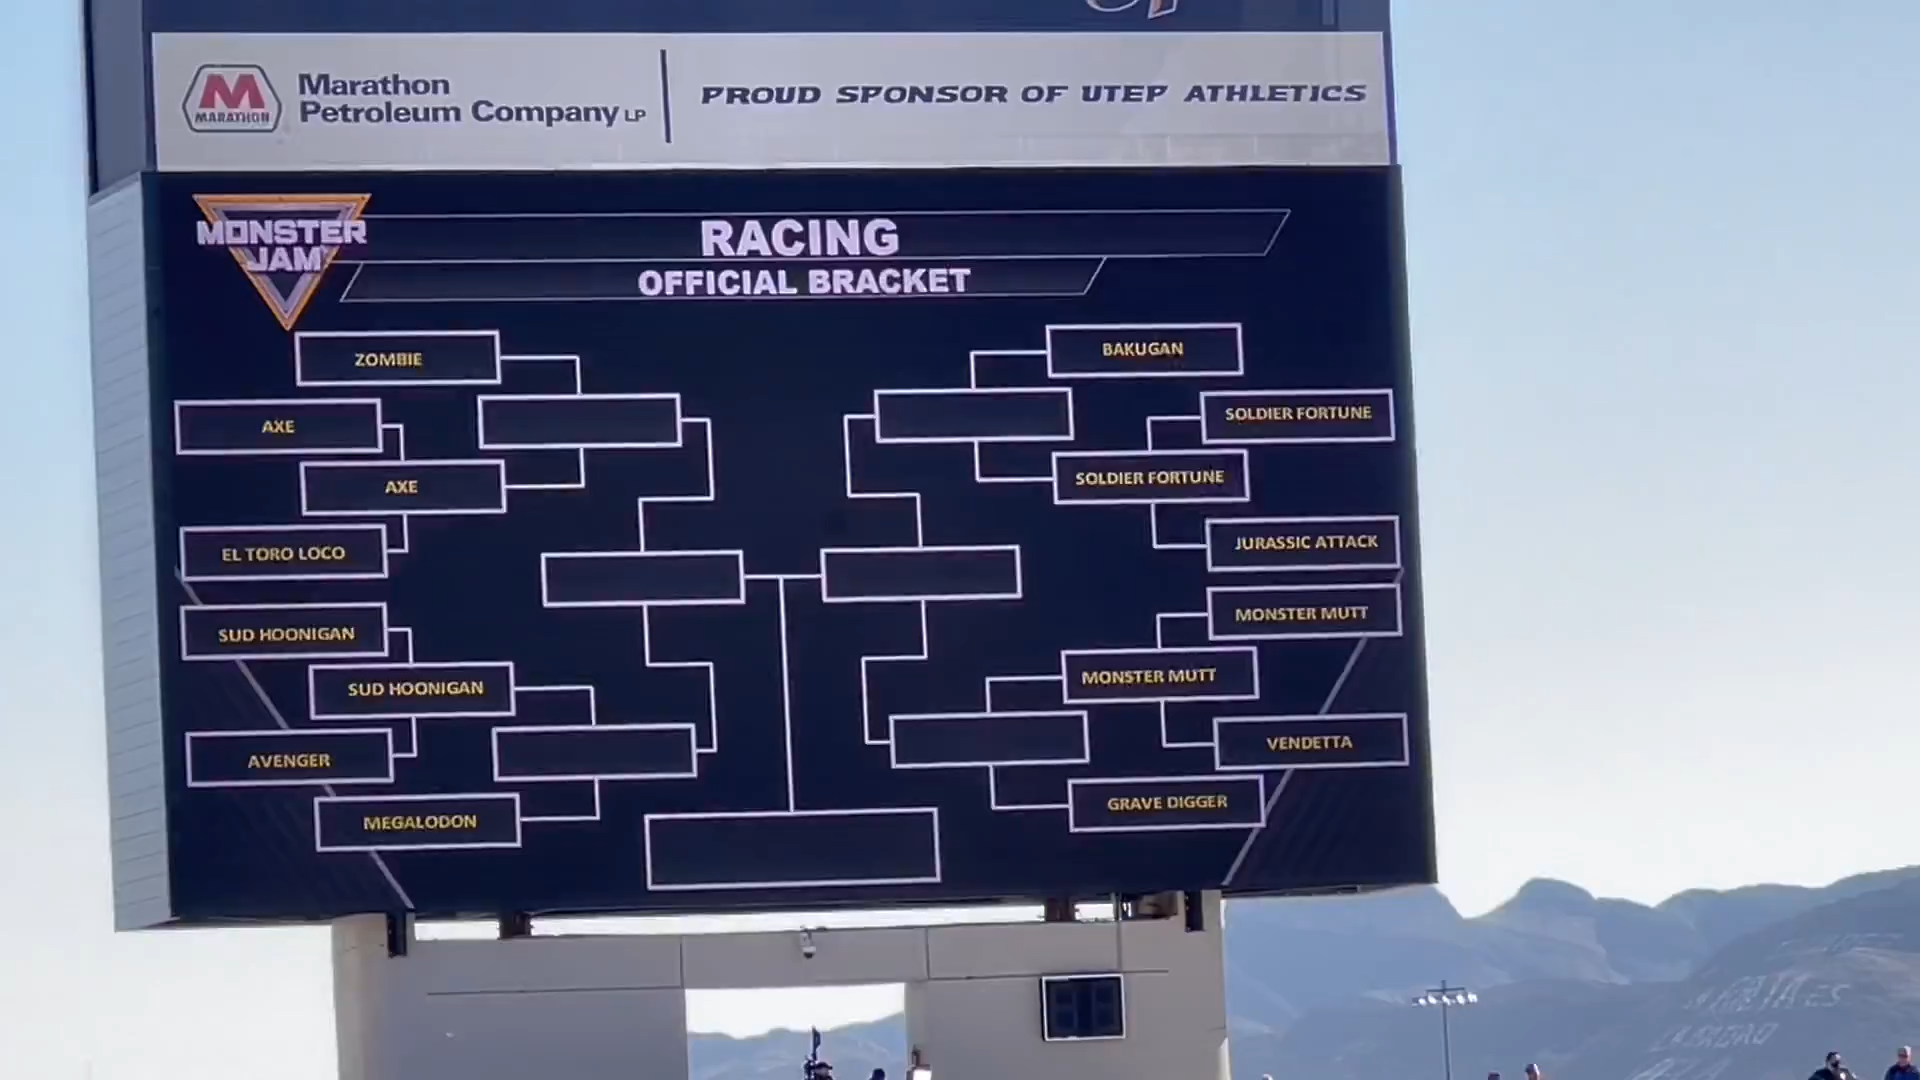 MARATHON
Marathon
Petroleum Company LP
PROUD SPONSOR OF UTEP ATHLETICS
MONSTER
JAM
RACING
OFFICIAL BRACKET
ZOMBIE
AXE
AXE
EL TORO LOCO
SUD HOONIGAN
SUD HOONIGAN
AVENGER
MEGALODON
BAKUGAN
SOLDIER FORTUNE
SOLDIER FORTUNE
JURASSIC ATTACK
MONSTER MUTT
MONSTER MUTT
VENDETTA
GRAVE DIGGER